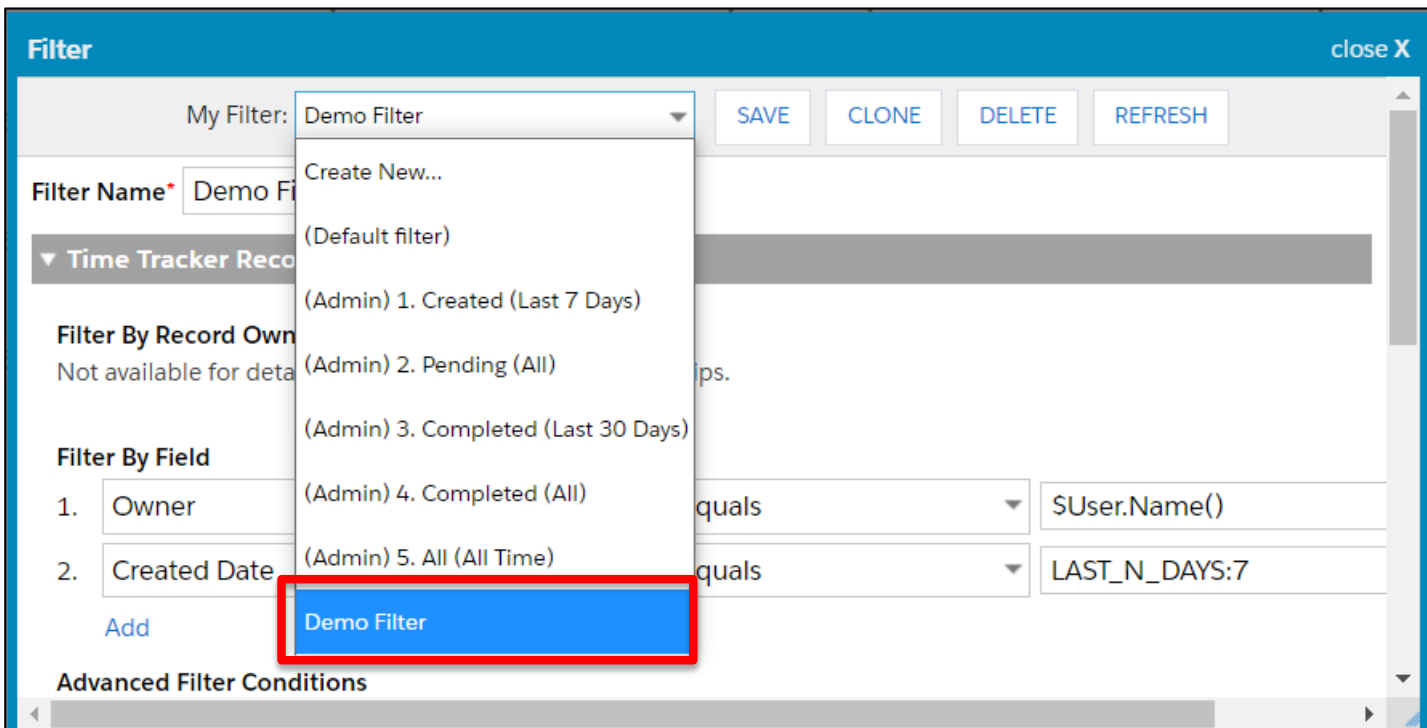 Filter close X
My Filter: Demo Filter SAVE CLONE DELETE REFRESH
Create New...
Filter Name* Demo Fi
(Default filter)
Time Tracker Reco
(Admin) 1. Created (Last 7 Days)
Filter By Record Own
(Admin) 2. Pending (All)
Not available for deta ips.
(Admin) 3. Completed (Last 30 Days)
Filter By Field
(Admin) 4. Completed (All)
1. Owner quals $User.Name()
(Admin) 5. All (All Time)
2. Created Date quals LAST_N_DAYS:7
Demo Filter
Add
Advanced Filter Conditions